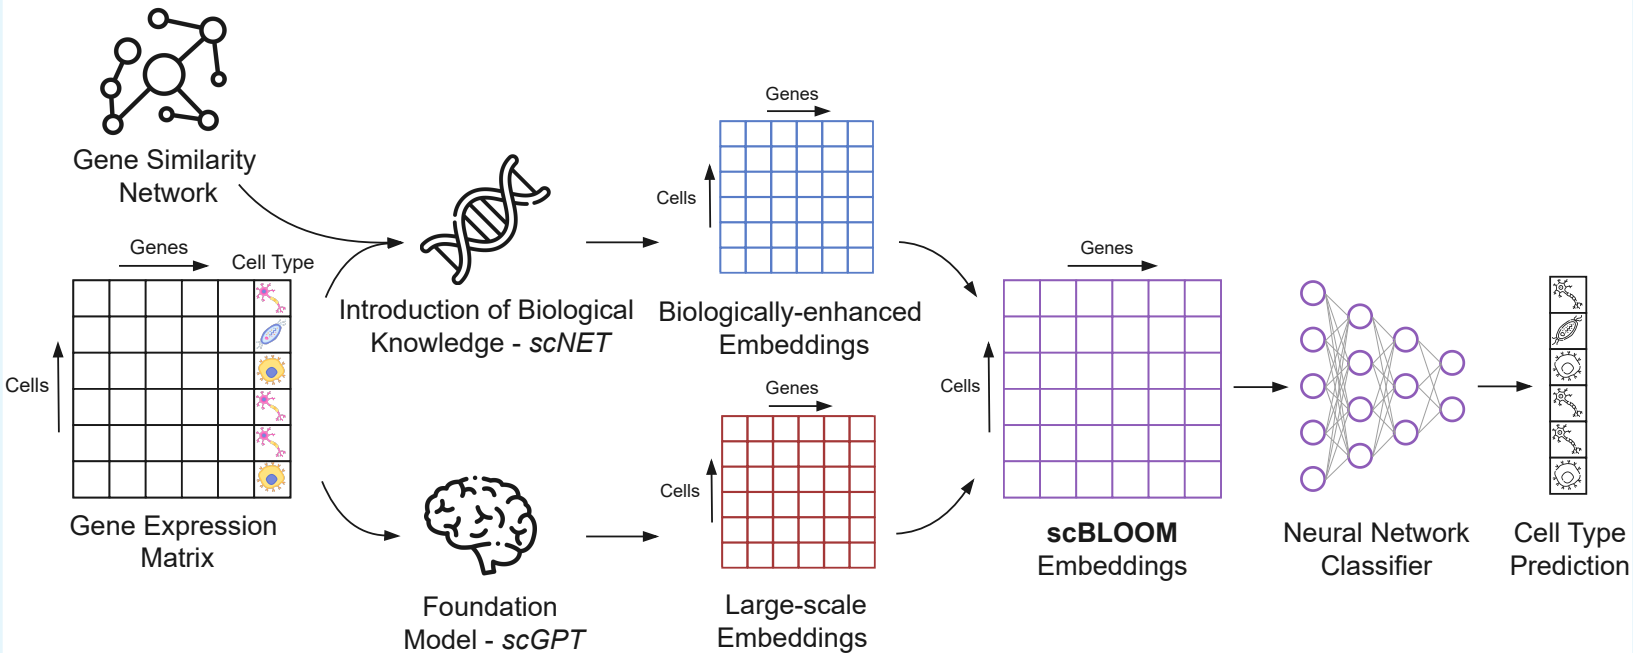 Gene Similarity
Network
Genes
Cell Type
Cells
Gene Expression
Matrix
Introduction of Biological
Knowledge - scNET
Foundation
Model - scGPT
Genes
Cells
Biologically-enhanced
Embeddings
Genes
Cells
Large-scale
Embeddings
Genes
Cells
scBLOOM
Embeddings
Neural Network
Classifier
Cell Type
Prediction